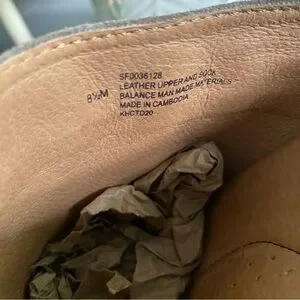 8½M
SF0036128
LEATHER UPPER AND SOCK
BALANCE MAN MADE MATERIALS
MADE IN CAMBODIA
KHCTD20